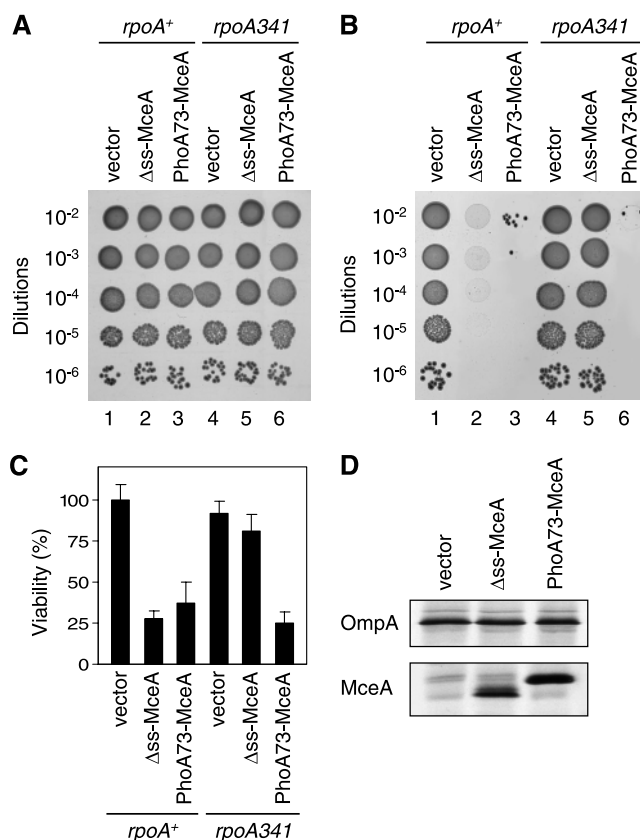 A
rpoA⁺ rpoA341
vector
Δss-MceA
PhoA73-MceA
vector
Δss-MceA
PhoA73-MceA
Dilutions
10⁻²
10⁻³
10⁻⁴
10⁻⁵
10⁻⁶
1 2 3 4 5 6
B
rpoA⁺ rpoA341
vector
Δss-MceA
PhoA73-MceA
vector
Δss-MceA
PhoA73-MceA
Dilutions
10⁻²
10⁻³
10⁻⁴
10⁻⁵
10⁻⁶
1 2 3 4 5 6
C
Viability (%)
100
75
50
25
0
vector
Δss-MceA
PhoA73-MceA
vector
Δss-MceA
PhoA73-MceA
rpoA⁺ rpoA341
D
vector
Δss-MceA
PhoA73-MceA
OmpA
MceA